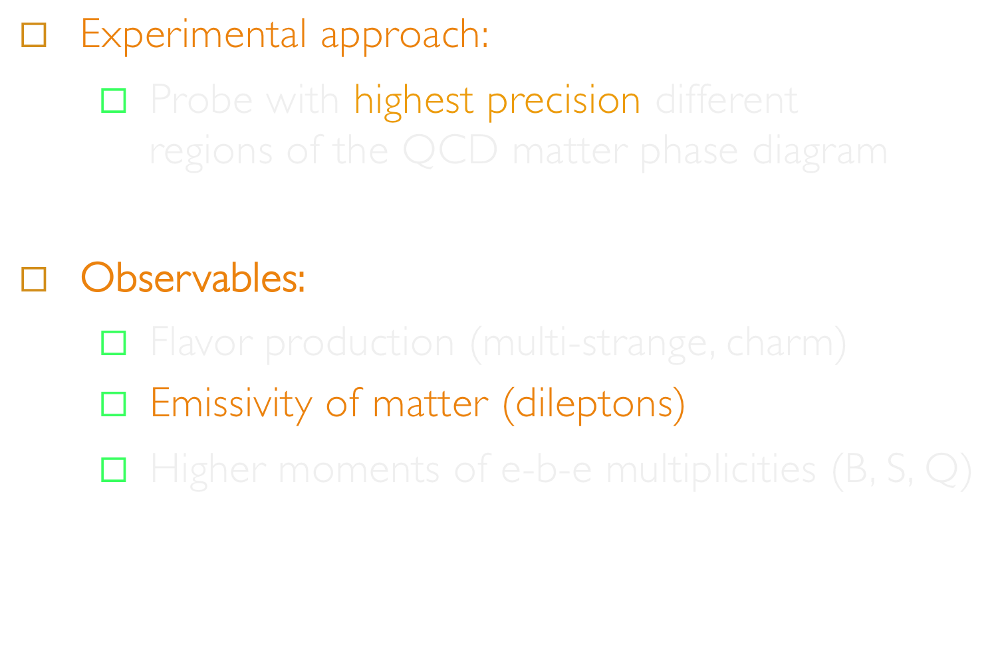 Experimental approach:
Probe with highest precision different
regions of the QCD matter phase diagram
Observables:
Flavor production (multi-strange, charm)
Emissivity of matter (dileptons)
Higher moments of e-b-e multiplicities (B, S, Q)